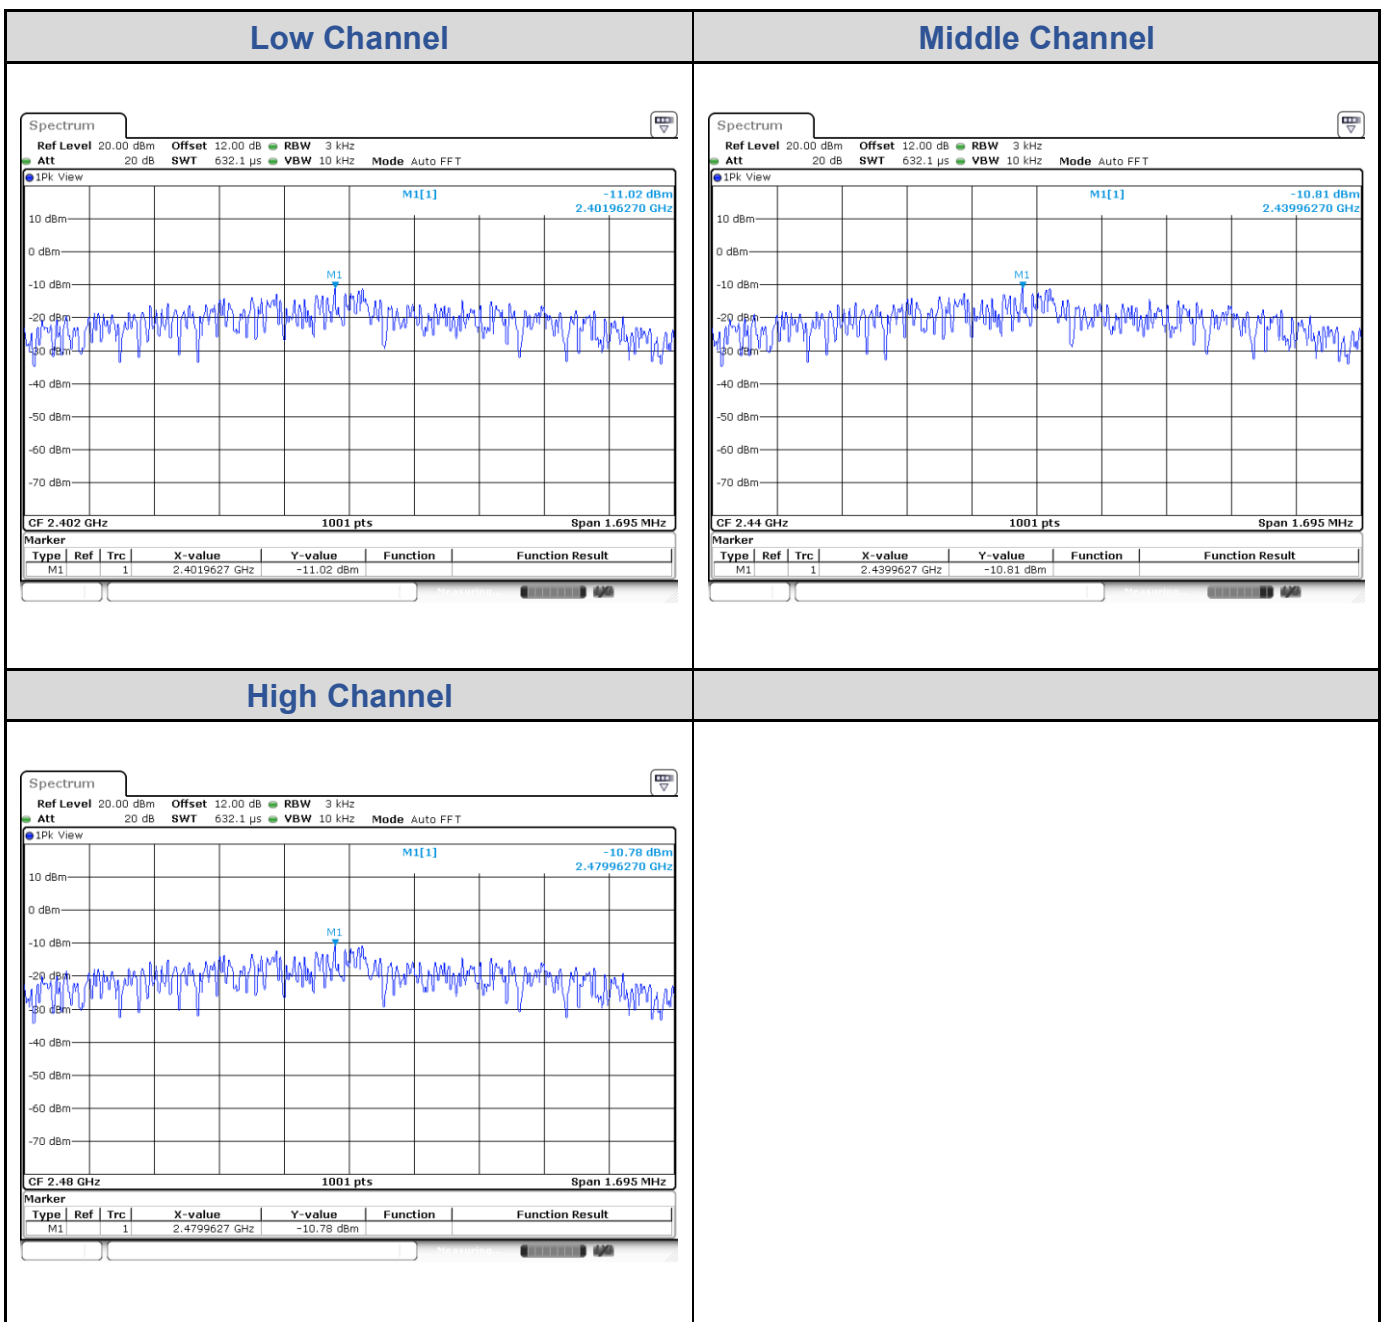 Low Channel
Middle Channel
Spectrum
Ref Level 20.00 dBm Offset 12.00 dB RBW 3 kHz
Att 20 dB SWT 632.1 µs VBW 10 kHz Mode Auto FFT
1Pk View
M1[1] -11.02 dBm
2.40196270 GHz
10 dBm
0 dBm
M1
-10 dBm
-20 dBm
-30 dBm
-40 dBm
-50 dBm
-60 dBm
-70 dBm
CF 2.402 GHz 1001 pts Span 1.695 MHz
Marker
Type Ref Trc X-value Y-value Function Function Result
M1 1 2.4019627 GHz -11.02 dBm
Measuring...
Spectrum
Ref Level 20.00 dBm Offset 12.00 dB RBW 3 kHz
Att 20 dB SWT 632.1 µs VBW 10 kHz Mode Auto FFT
1Pk View
M1[1] -10.81 dBm
2.43996270 GHz
10 dBm
0 dBm
M1
-10 dBm
-20 dBm
-30 dBm
-40 dBm
-50 dBm
-60 dBm
-70 dBm
CF 2.44 GHz 1001 pts Span 1.695 MHz
Marker
Type Ref Trc X-value Y-value Function Function Result
M1 1 2.4399627 GHz -10.81 dBm
Measuring...
High Channel
Spectrum
Ref Level 20.00 dBm Offset 12.00 dB RBW 3 kHz
Att 20 dB SWT 632.1 µs VBW 10 kHz Mode Auto FFT
1Pk View
M1[1] -10.78 dBm
2.47996270 GHz
10 dBm
0 dBm
M1
-10 dBm
-20 dBm
-30 dBm
-40 dBm
-50 dBm
-60 dBm
-70 dBm
CF 2.48 GHz 1001 pts Span 1.695 MHz
Marker
Type Ref Trc X-value Y-value Function Function Result
M1 1 2.4799627 GHz -10.78 dBm
Measuring...